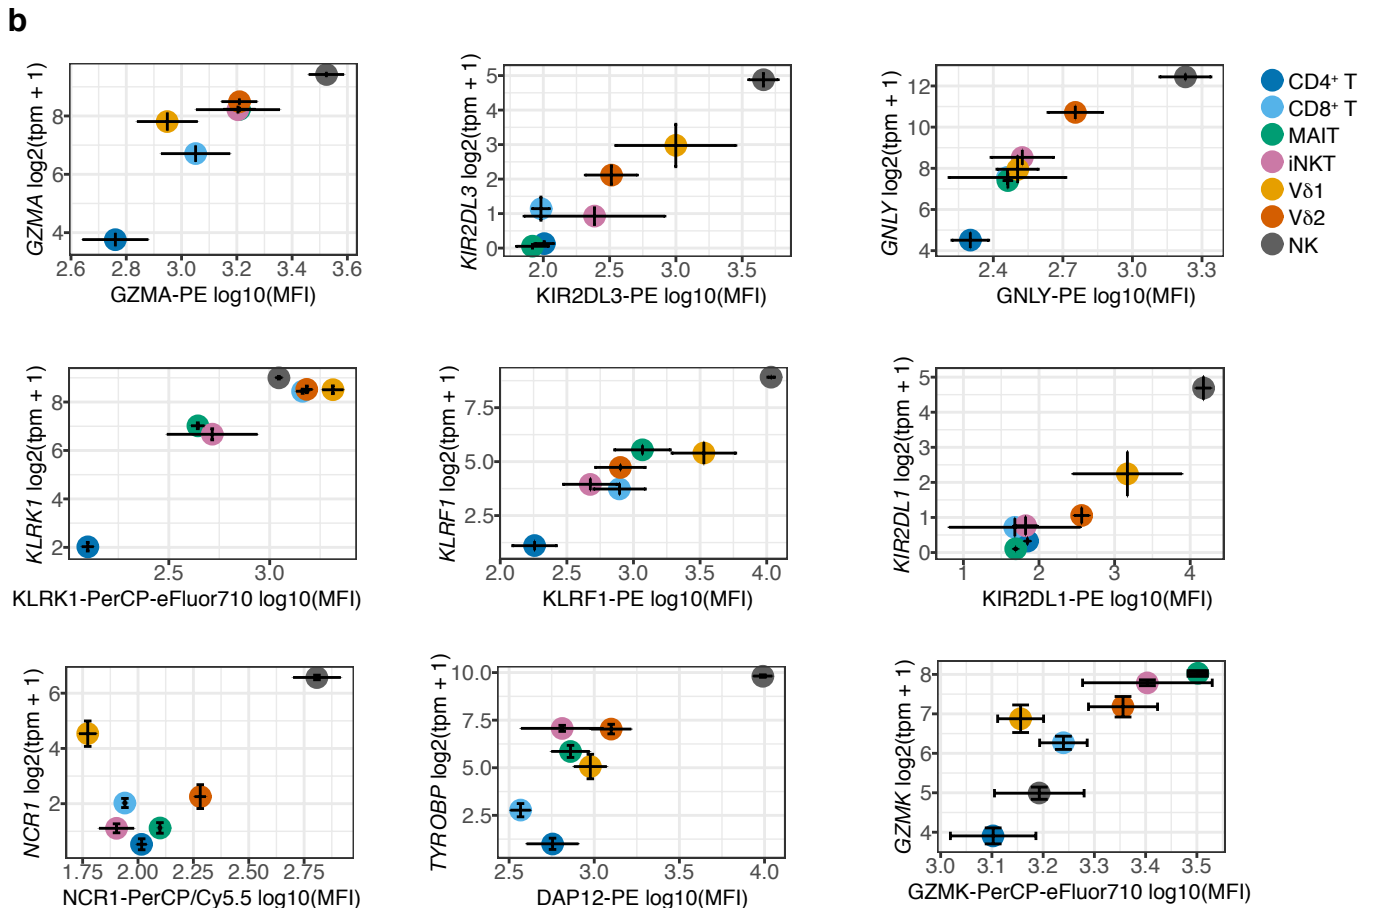 b
GZMA log2(tpm + 1)
8
6
4
2.6 2.8 3.0 3.2 3.4 3.6
GZMA-PE log10(MFI)
KIR2DL3 log2(tpm + 1)
5
4
3
2
1
0
2.0 2.5 3.0 3.5
KIR2DL3-PE log10(MFI)
GNLY log2(tpm + 1)
12
10
8
6
4
2.4 2.7 3.0 3.3
GNLY-PE log10(MFI)
CD4⁺ T
CD8⁺ T
MAIT
iNKT
Vδ1
Vδ2
NK
KLRK1 log2(tpm + 1)
8
6
4
2
2.5 3.0
KLRK1-PerCP-eFluor710 log10(MFI)
KLRF1 log2(tpm + 1)
7.5
5.0
2.5
2.0 2.5 3.0 3.5 4.0
KLRF1-PE log10(MFI)
KIR2DL1 log2(tpm + 1)
5
4
3
2
1
0
1 2 3 4
KIR2DL1-PE log10(MFI)
NCR1 log2(tpm + 1)
6
4
2
1.75 2.00 2.25 2.50 2.75
NCR1-PerCP/Cy5.5 log10(MFI)
TYROBP log2(tpm + 1)
10.0
7.5
5.0
2.5
2.5 3.0 3.5 4.0
DAP12-PE log10(MFI)
GZMK log2(tpm + 1)
8
7
6
5
4
3.0 3.1 3.2 3.3 3.4 3.5
GZMK-PerCP-eFluor710 log10(MFI)